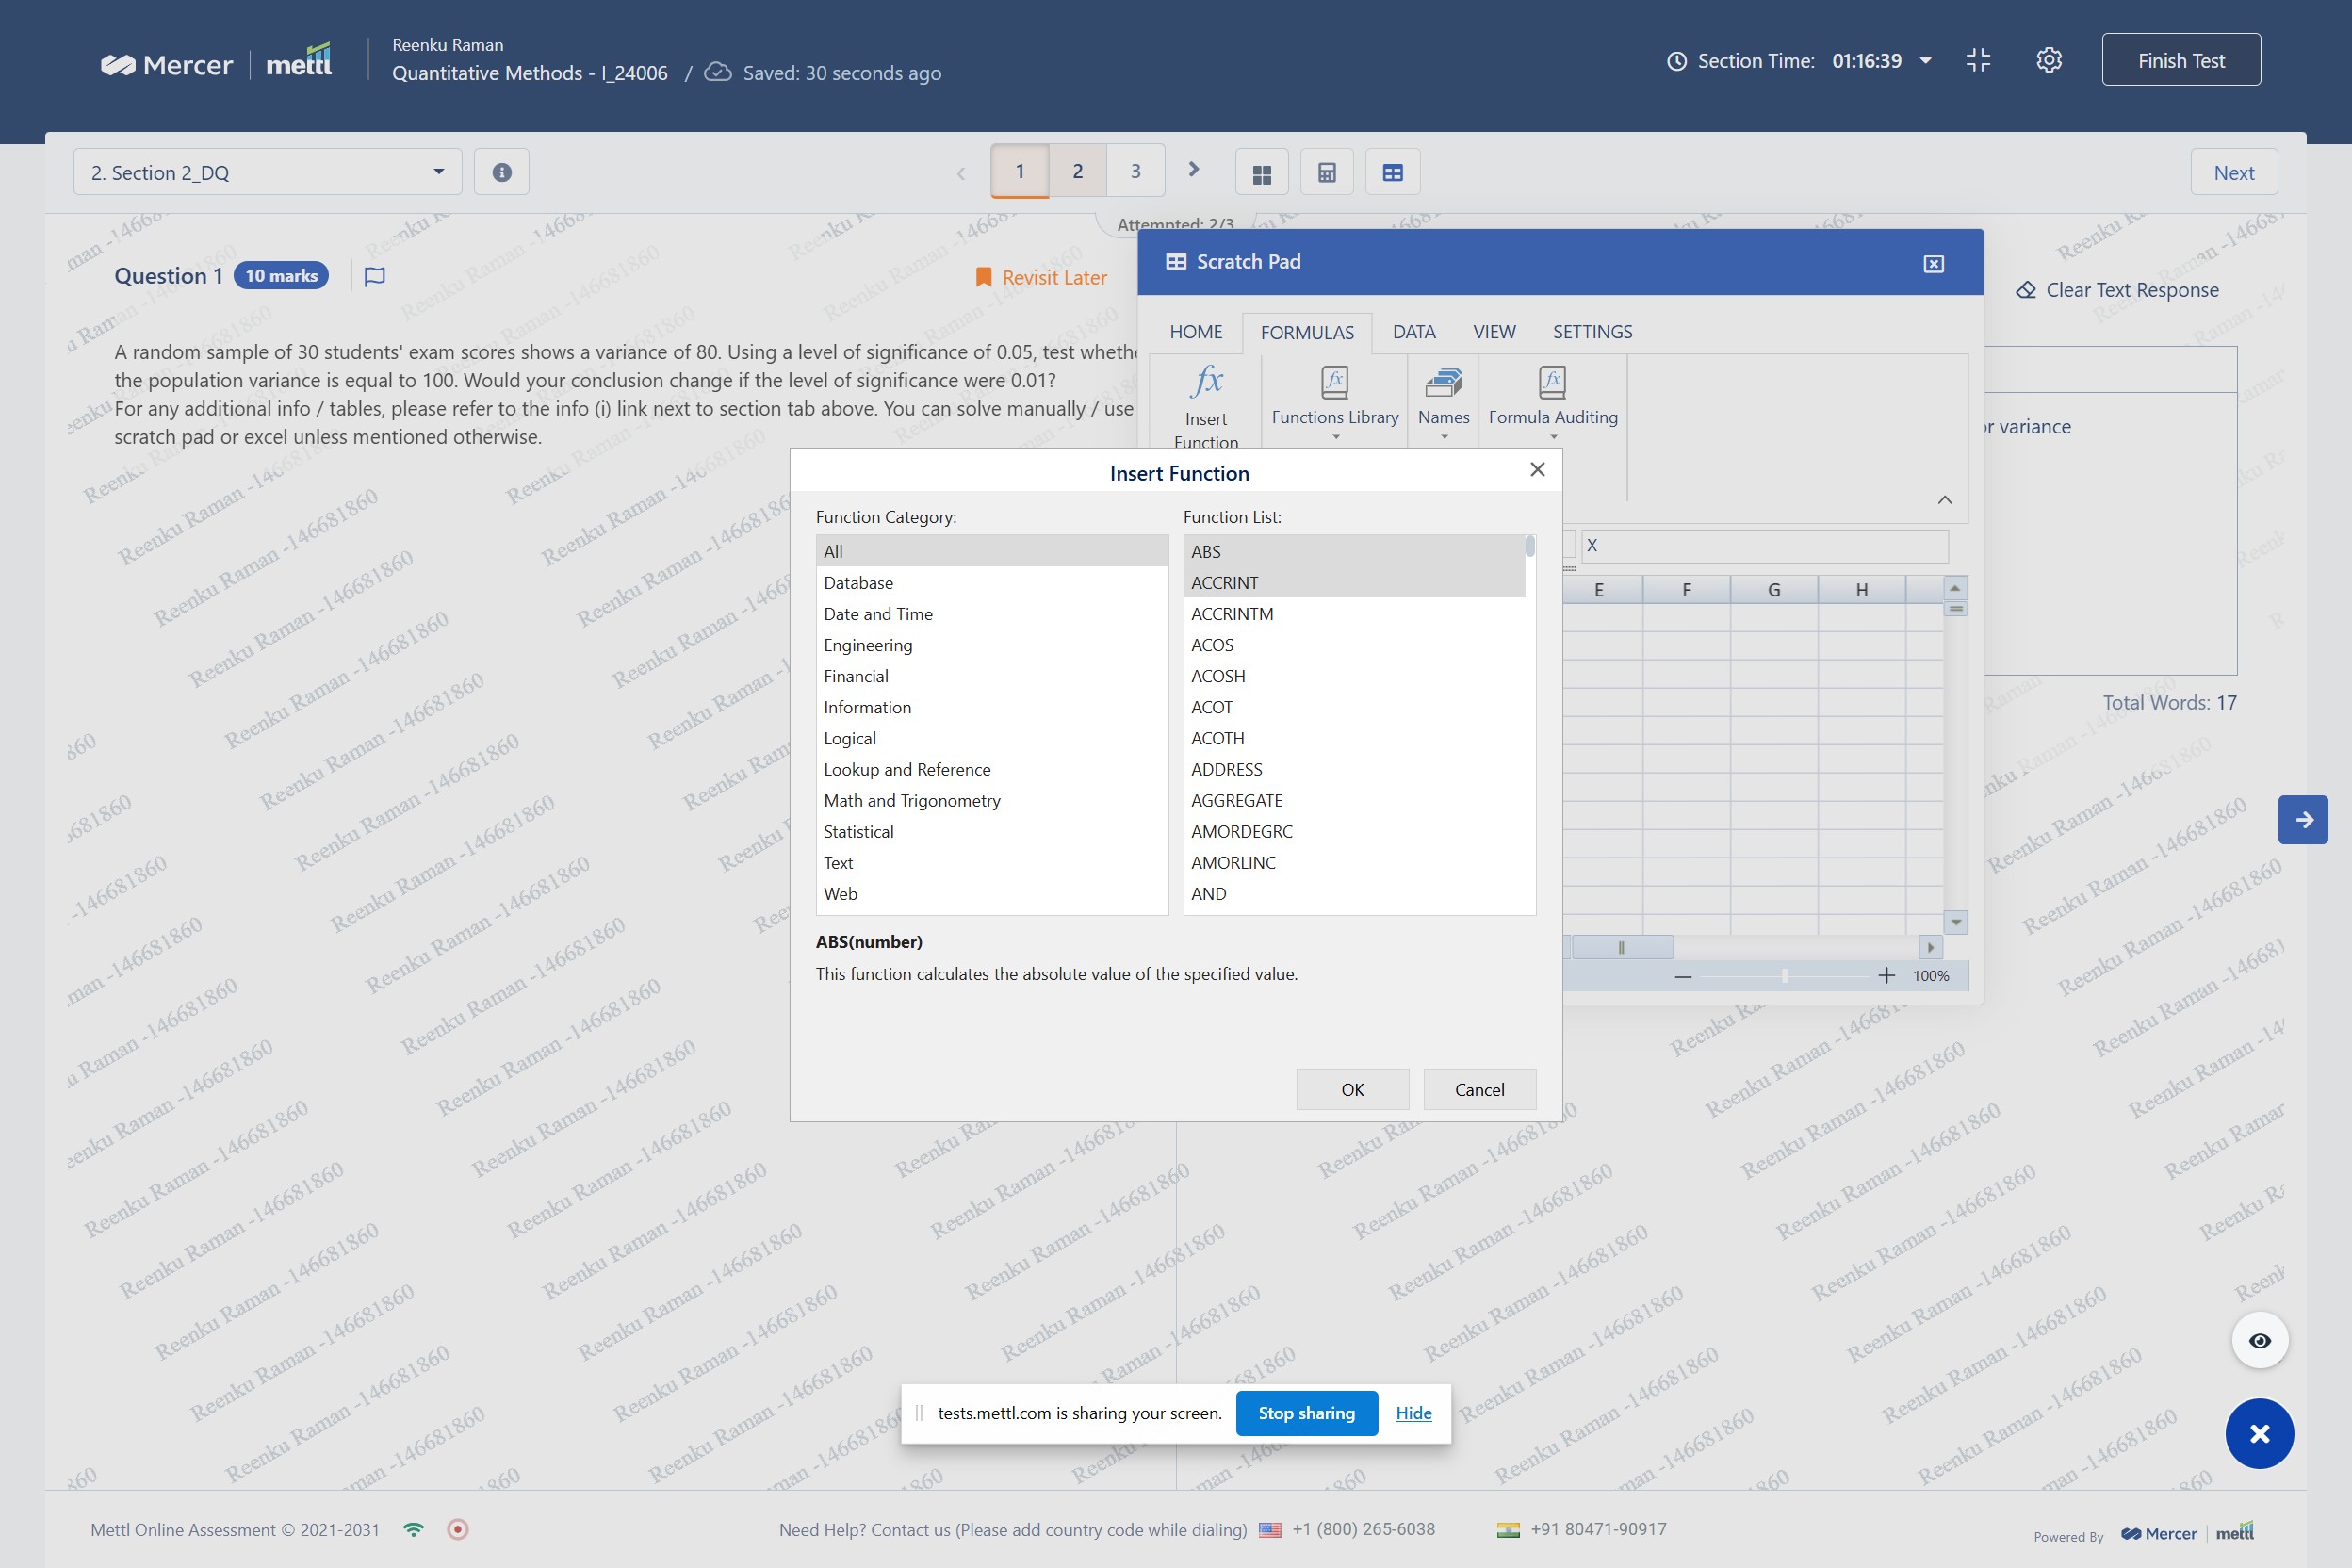 Mercer | mettl
Reenku Raman
Quantitative Methods - I_24006 / Saved: 30 seconds ago
Section Time: 01:16:39
Finish Test
2. Section 2_DQ
1 2 3
Next
Attempted: 2/3
Question 1 10 marks
Revisit Later
A random sample of 30 students' exam scores shows a variance of 80. Using a level of significance of 0.05, test
the population variance is equal to 100. Would your conclusion change if the level of significance were 0.01?
For any additional info / tables, please refer to the info (i) link next to section tab above. You can solve manually / use
scratch pad or excel unless mentioned otherwise.
Scratch Pad
HOME FORMULAS DATA VIEW SETTINGS
fx
Insert
Function
Functions Library
Names
Formula Auditing
Clear Text Response
variance
Total Words: 17
X
E F G H
100%
Insert Function
Function Category:
All
Database
Date and Time
Engineering
Financial
Information
Logical
Lookup and Reference
Math and Trigonometry
Statistical
Text
Web
Function List:
ABS
ACCRINT
ACCRINTM
ACOS
ACOSH
ACOT
ACOTH
ADDRESS
AGGREGATE
AMORDEGRC
AMORLINC
AND
ABS(number)
This function calculates the absolute value of the specified value.
OK Cancel
Reenku Raman -146681860
tests.mettl.com is sharing your screen. Stop sharing Hide
Mettl Online Assessment © 2021-2031
Need Help? Contact us (Please add country code while dialing) +1 (800) 265-6038 +91 80471-90917
Powered By Mercer | mettl